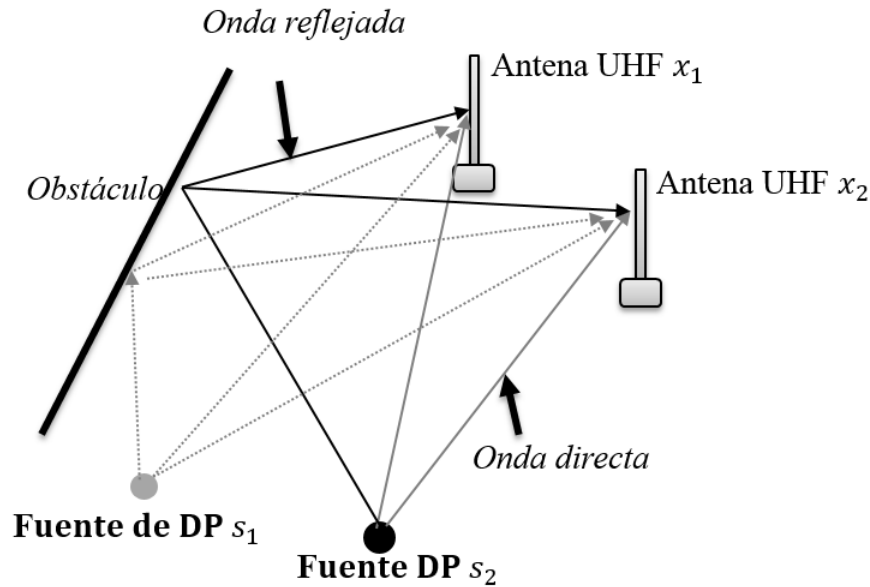 Onda reflejada
Antena UHF x₁
Obstáculo
Antena UHF x₂
Onda directa
Fuente de DP s₁
Fuente DP s₂